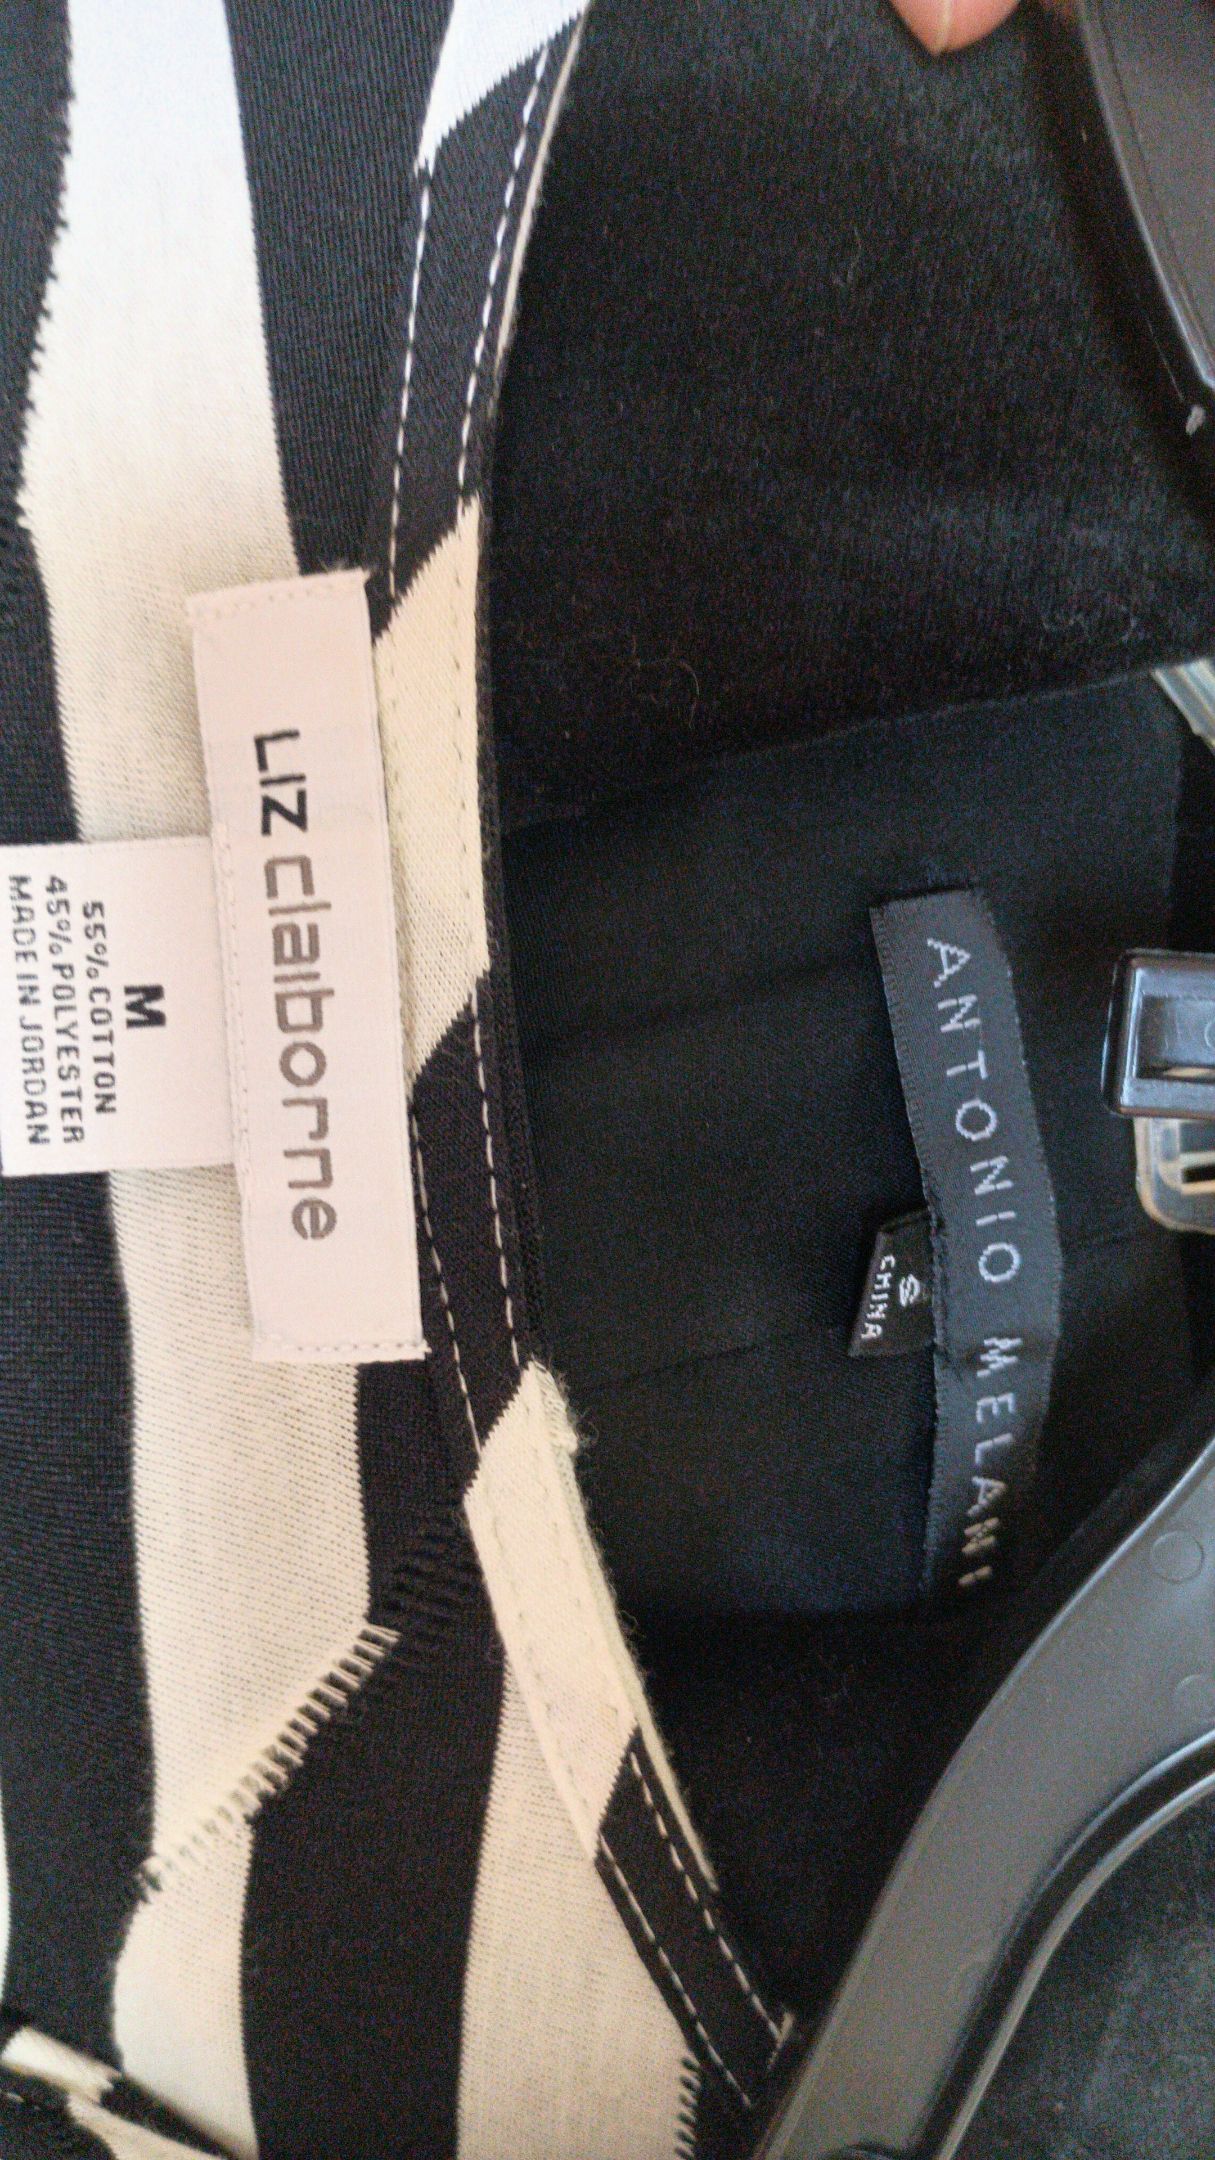 ANTONIO MELANI
S
CHINA
LIZ claiborne
M
55% COTTON
45% POLYESTER
MADE IN JORDAN